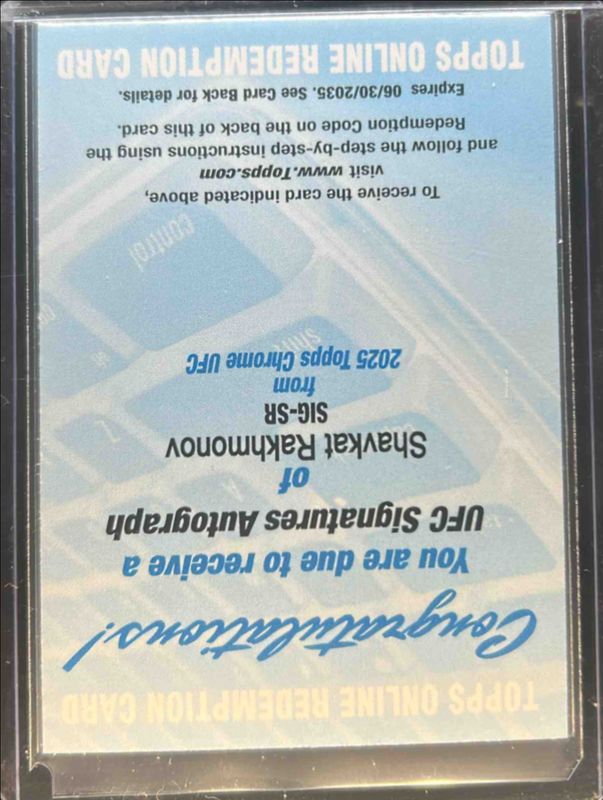 TOPPS ONLINE REDEMPTION CARD
Congratulations!
You are due to receive a
UFC Signatures Autograph
of
Shavkat Rakhmonov
SIG-SR
from
2025 Topps Chrome UFC
To receive the card indicated above,
visit www.Topps.com
and follow the step-by-step instructions using the
Redemption Code on the back of this card.
Expires 06/30/2035. See Card Back for details.
TOPPS ONLINE REDEMPTION CARD
control
Z
A